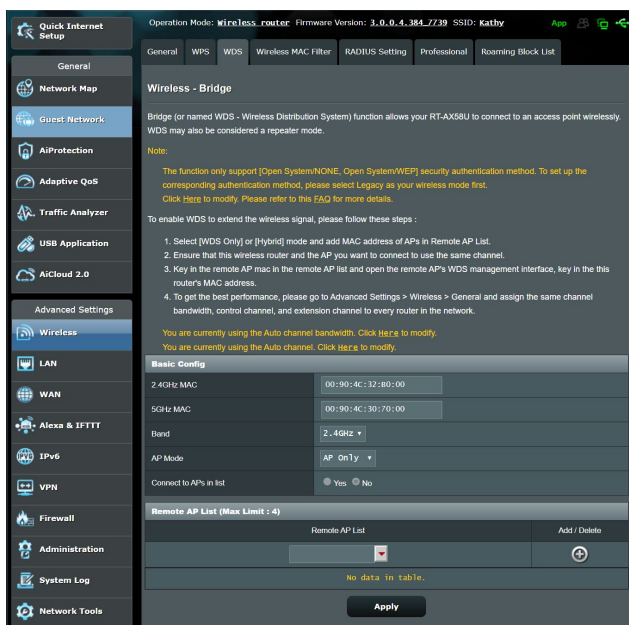 Quick Internet
Setup
General
Network Map
Guest Network
AiProtection
Adaptive QoS
Traffic Analyzer
USB Application
AiCloud 2.0
Advanced Settings
Wireless
LAN
WAN
Alexa & IFTTT
IPv6
VPN
Firewall
Administration
System Log
Network Tools
Operation Mode: Wireless router Firmware Version: 3.0.0.4.384_7739 SSID: Kathy App
General WPS WDS Wireless MAC Filter RADIUS Setting Professional Roaming Block List
Wireless - Bridge
Bridge (or named WDS - Wireless Distribution System) function allows your RT-AX58U to connect to an access point wirelessly.
WDS may also be considered a repeater mode.
Note:
The function only support [Open System/NONE, Open System/WEP] security authentication method. To set up the
corresponding authentication method, please select Legacy as your wireless mode first.
Click Here to modify. Please refer to this FAQ for more details.
To enable WDS to extend the wireless signal, please follow these steps :
1. Select [WDS Only] or [Hybrid] mode and add MAC address of APs in Remote AP List.
2. Ensure that this wireless router and the AP you want to connect to use the same channel.
3. Key in the remote AP mac in the remote AP list and open the remote AP's WDS management interface, key in the this
router's MAC address.
4. To get the best performance, please go to Advanced Settings > Wireless > General and assign the same channel
bandwidth, control channel, and extension channel to every router in the network.
You are currently using the Auto channel bandwidth. Click Here to modify.
You are currently using the Auto channel. Click Here to modify.
Basic Config
2.4GHz MAC 00:90:4C:32:B0:00
5GHz MAC 00:90:4C:30:70:00
Band 2.4GHz
AP Mode AP Only
Connect to APs in list Yes No
Remote AP List (Max Limit : 4)
Remote AP List Add / Delete
No data in table.
Apply